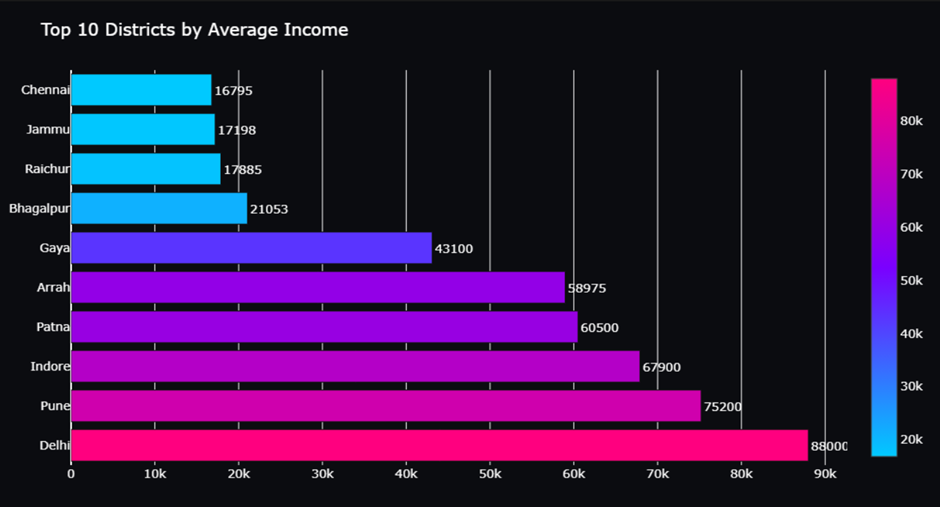 Top 10 Districts by Average Income
Chennai 16795
Jammu 17198
Raichur 17885
Bhagalpur 21053
Gaya 43100
Arrah 58975
Patna 60500
Indore 67900
Pune 75200
Delhi 88000
0 10k 20k 30k 40k 50k 60k 70k 80k 90k
80k
70k
60k
50k
40k
30k
20k